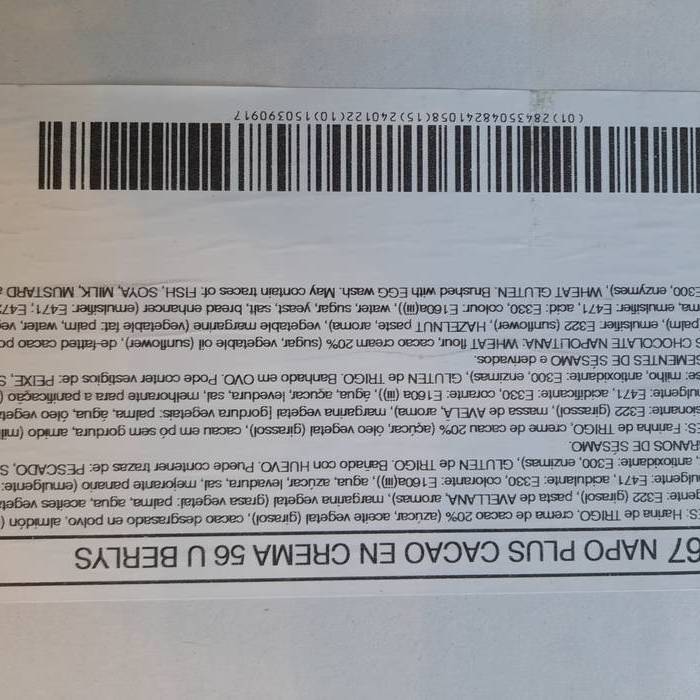 67 NAPO PLUS CACAO EN CREMA 56 U BERLYS
ES: Harina de TRIGO. crema de cacao 20% (azúcar, aceite vegetal (girasol), cacao desgrasado en polvo, almidón (
gente: E322 (girasol), pasta de AVELLANA, aromas), margarina vegetal (grasa vegetal: palma, agua, aceites vegeta
ulgente: E471, acidulante: E330, colorante: E160a(iii)), agua, azúcar, levadura, sal, mejorante panario (emulgente:
, antioxidante: E300, enzimas), GLUTEN de TRIGO. Bañado con HUEVO. Puede contener trazas de: PESCADO, S
GRANOS DE SÉSAMO.
ES: Farinha de TRIGO, creme de cacau 20% (açúcar, óleo vegetal (girassol), cacau em pó sem gordura, amido (mil
sionante: E322 (girassol), massa de AVELÃ, aroma), margarina vegetal [gordura vegetais: palma, água, óleo vegeta
ulgente: E471, acidificante: E330, corante: E160a (iii)), água, açucar, levedura, sal, melhorante para a panificação (
se: milho, antioxidante: E300, enzimas), GLUTEN de TRIGO. Banhado em OVO. Pode conter vestígios de: PEIXE, S
SEMENTES DE SÉSAMO e derivados.
S CHOCOLATE NAPOLITANA: WHEAT flour, cacao cream 20% (sugar, vegetable oil (sunflower), de-fatted cacao po
palm), emulsifier: E322 (sunflower), HAZELNUT paste, aroma), vegetable margarine (vegetable fat: palm, water, ve
ma, emulsifier: E471, acid: E330, colour: E160a(iii)), water, sugar, yeast, salt, bread enhancer (emulsifier: E471; E47
E300, enzymes), WHEAT GLUTEN. Brushed with EGG wash. May contain traces of: FISH, SOYA, MILK, MUSTARD
(01)28435048241058(15)240122(10)150390917